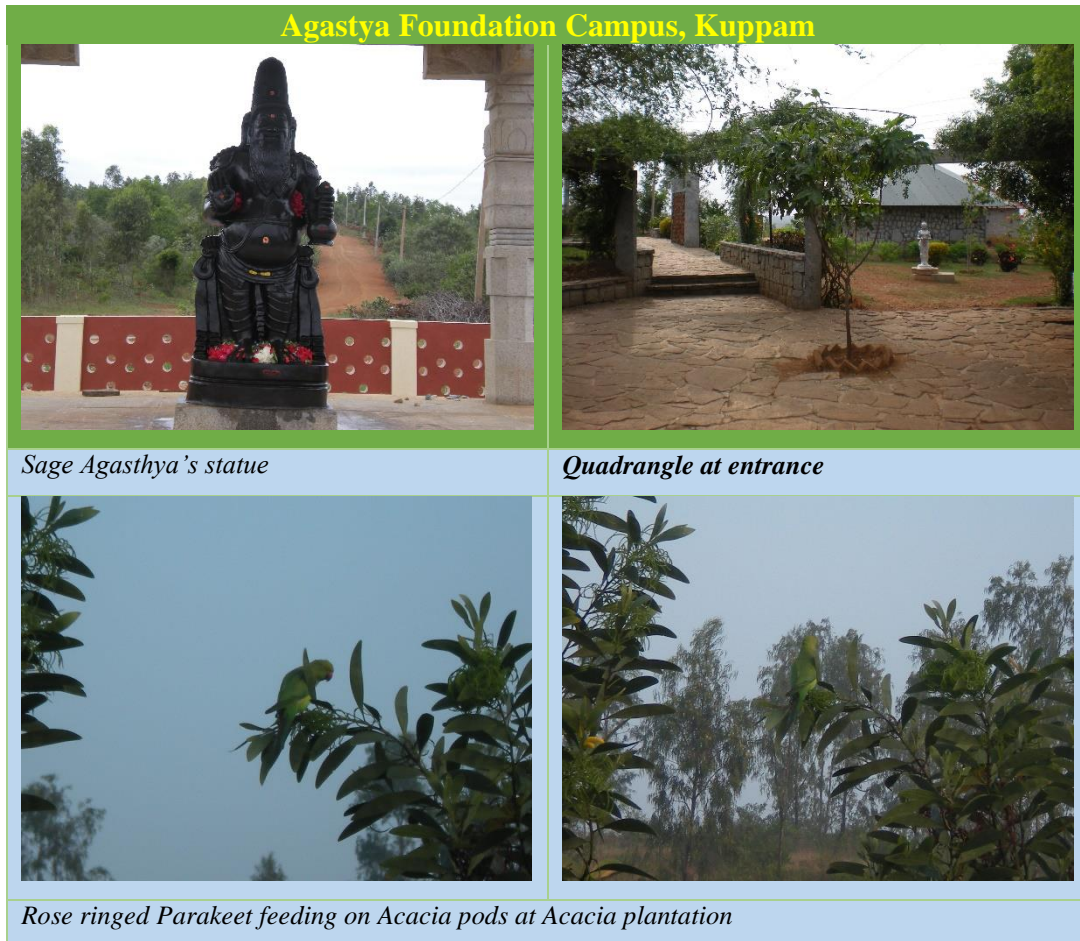 Agastya Foundation Campus, Kuppam
Sage Agasthya’s statue
Quadrangle at entrance
Rose ringed Parakeet feeding on Acacia pods at Acacia plantation